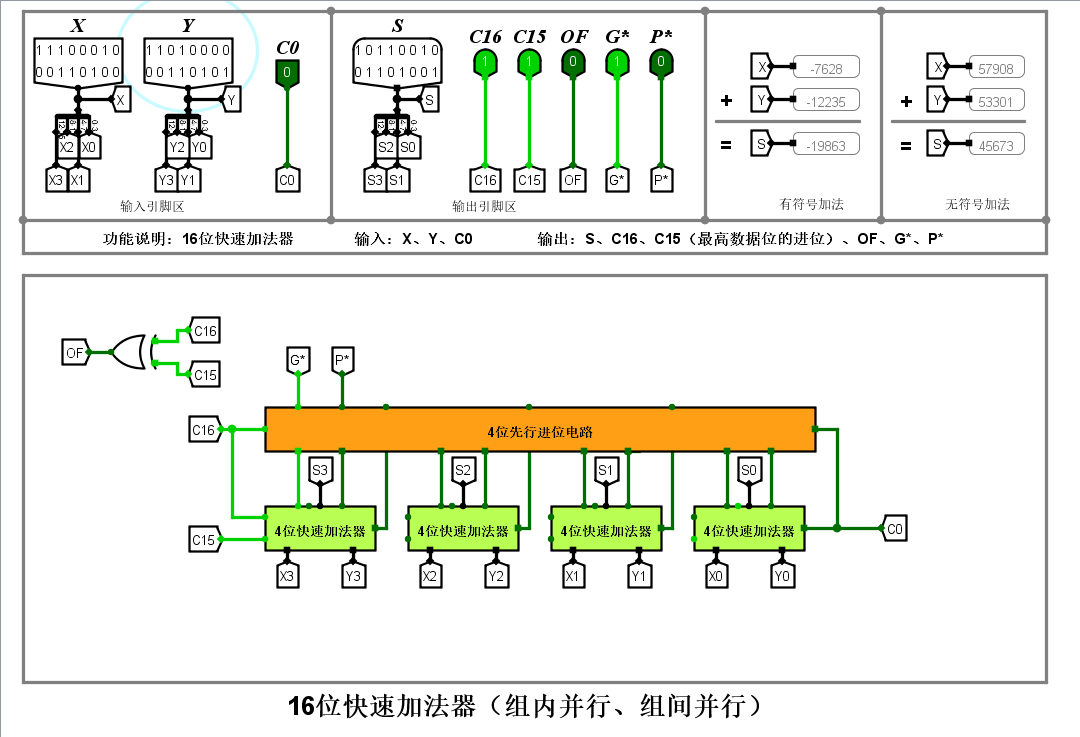 X Y C0 S C16 C15 OF G* P*
11100010 11010000 0 10110010 1 1 0 1 0
00110100 00110101 01101001
X Y S
X2 X0 Y2 Y0 S2 S0
X3 X1 Y3 Y1 C0 S3 S1 C16 C15 OF G* P*
输入引脚区 输出引脚区
X -7628
+ Y -12235
= S -19863
有符号加法
X 57908
+ Y 53301
= S 45673
无符号加法
功能说明：16位快速加法器 输入：X、Y、C0 输出：S、C16、C15（最高数据位的进位）、OF、G*、P*
C16
OF
C15
G* P*
C16 4位先行进位电路
S3 S2 S1 S0
C15 4位快速加法器 4位快速加法器 4位快速加法器 4位快速加法器 C0
X3 Y3 X2 Y2 X1 Y1 X0 Y0
16位快速加法器（组内并行、组间并行）